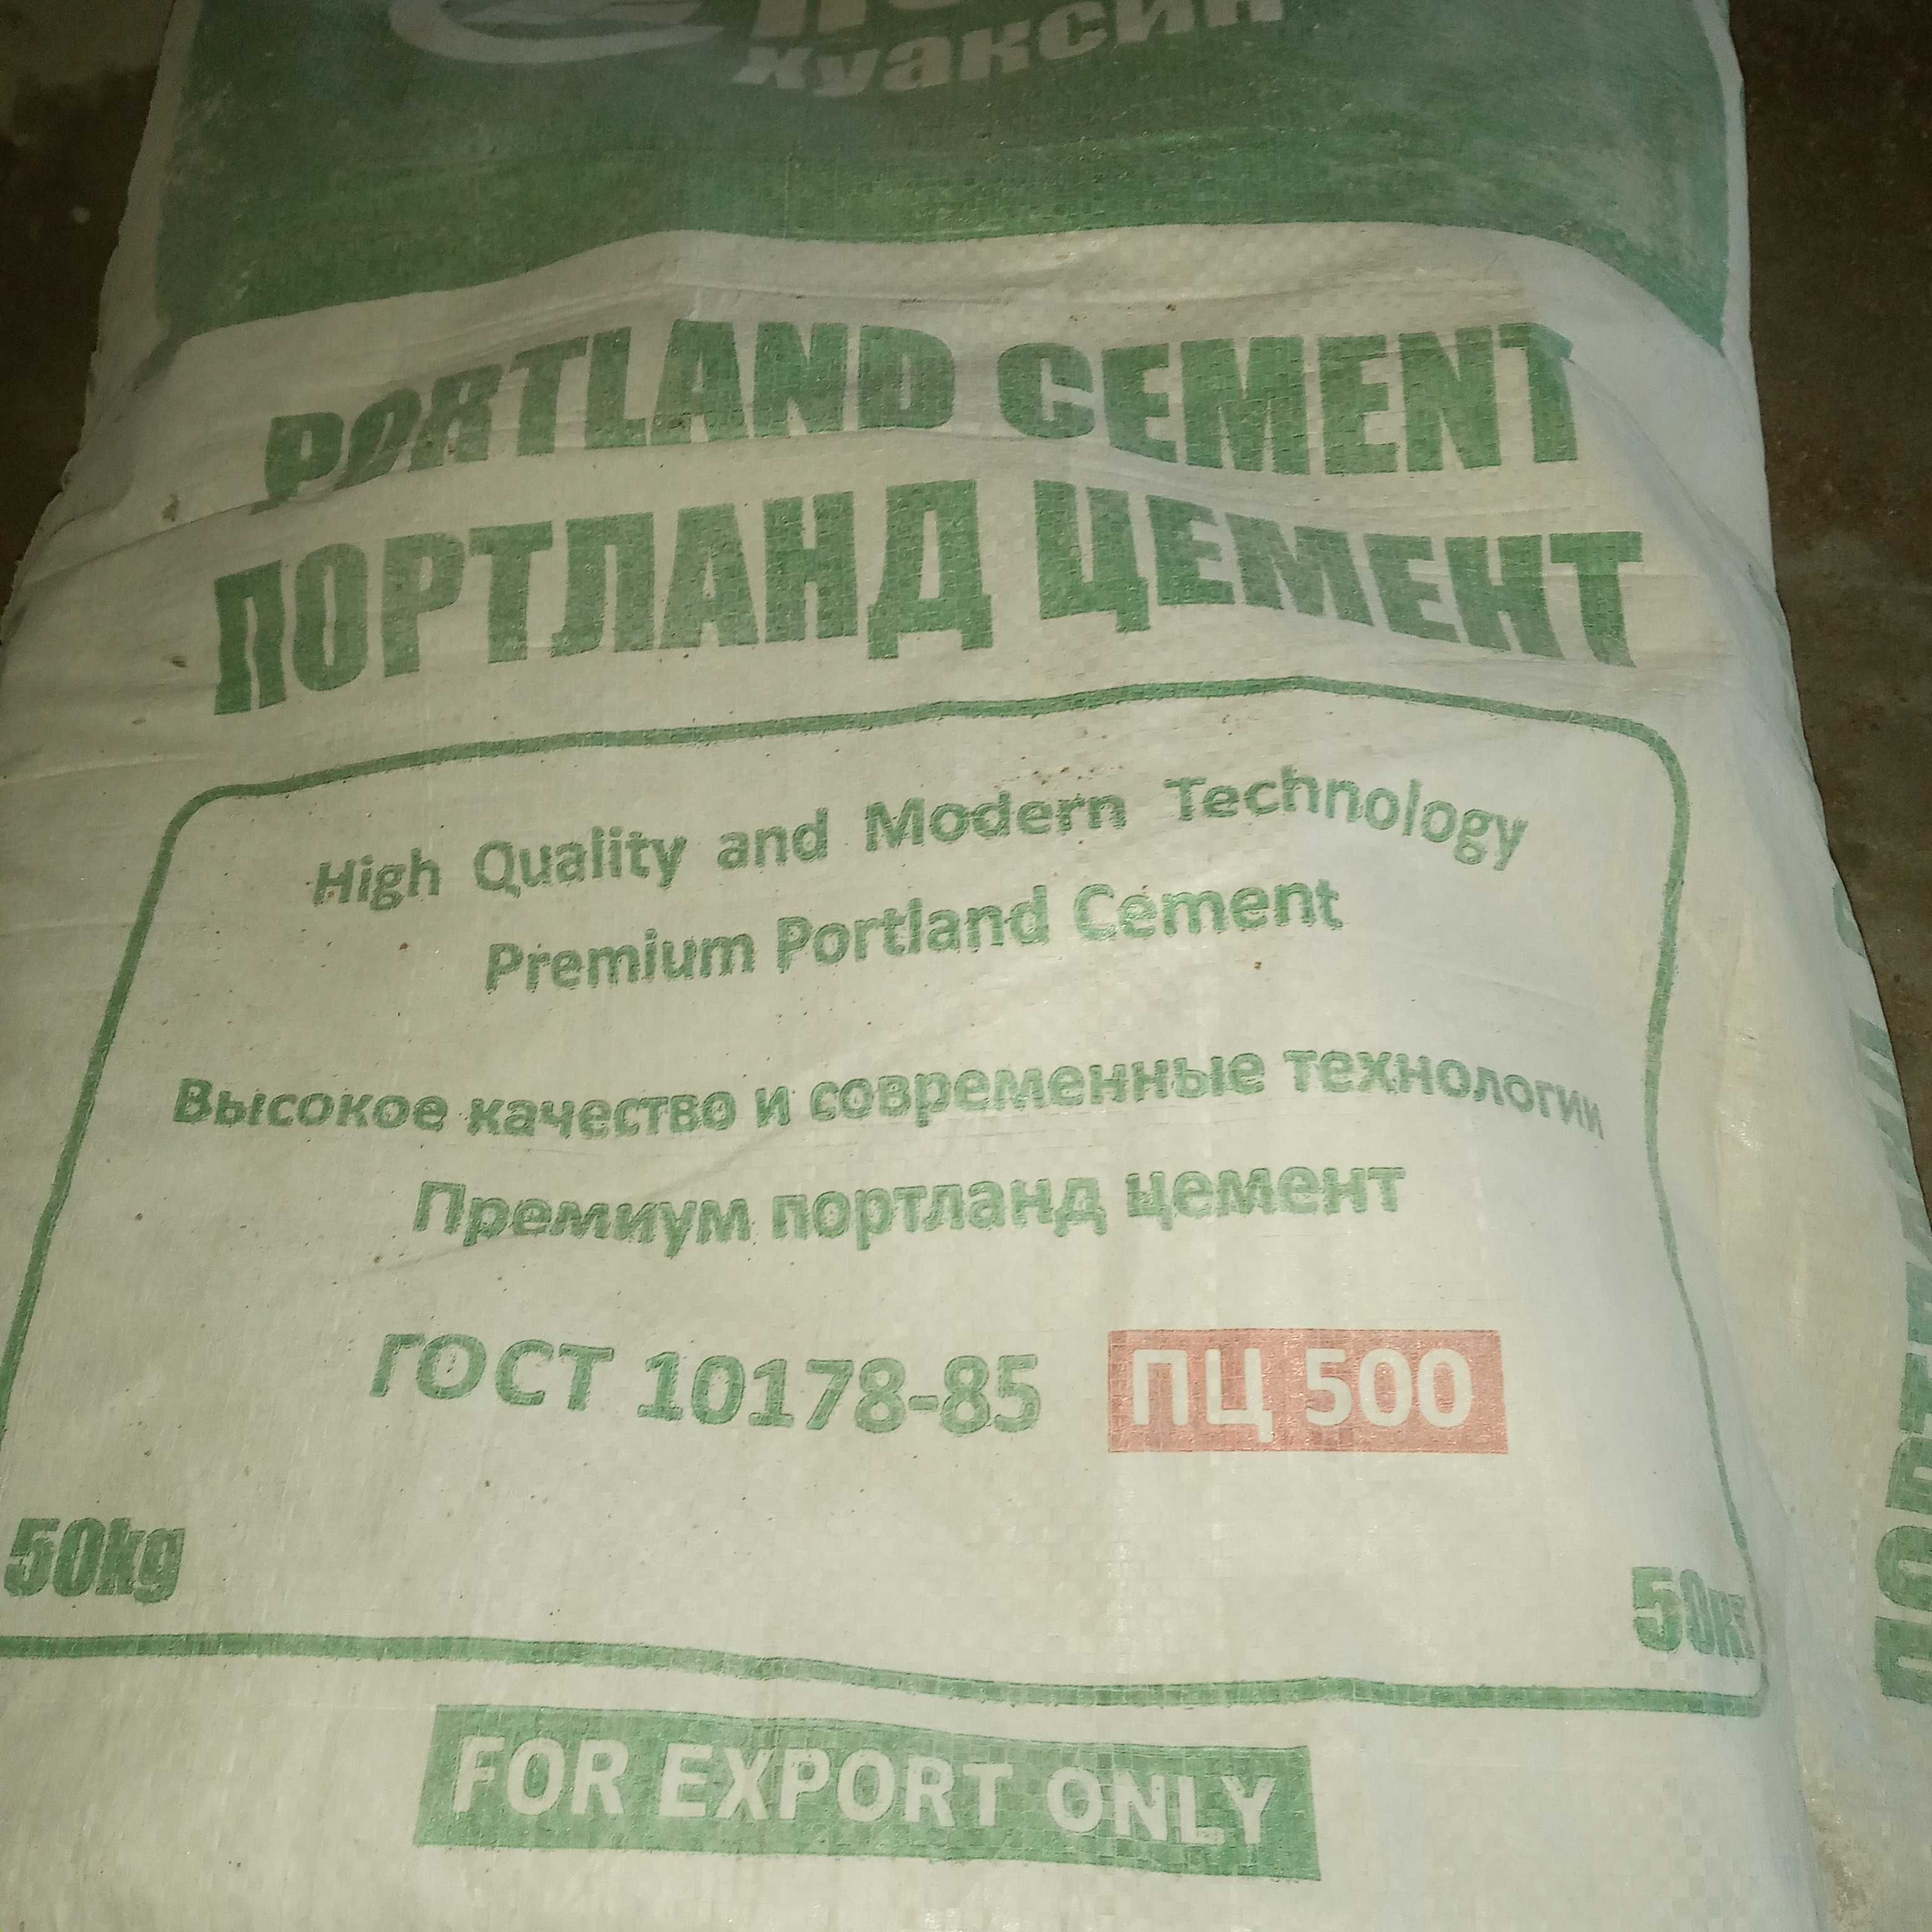 хуаксин
PORTLAND CEMENT
ПОРТЛАНД ЦЕМЕНТ
High Quality and Modern Technology
Premium Portland Cement
Высокое качество и современные технологии
Премиум портланд цемент
ГОСТ 10178-85 ПЦ 500
50kg
50кг
FOR EXPORT ONLY